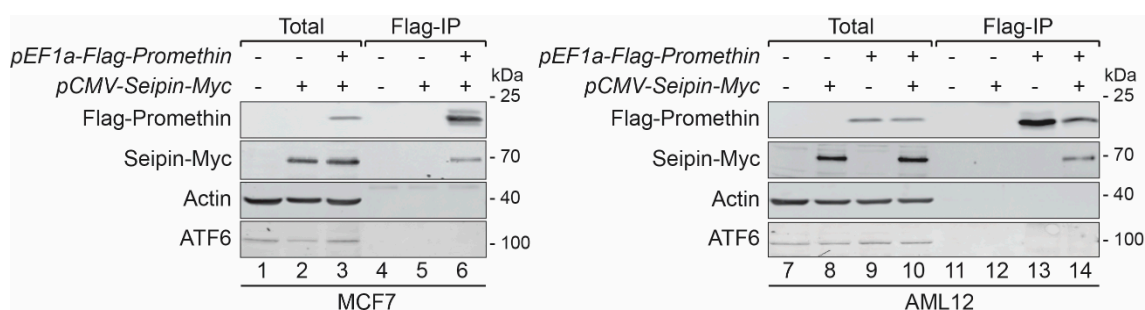 Total Flag-IP
pEF1a-Flag-Promethin - - + - - +
pCMV-Seipin-Myc - + + - + + kDa
- 25
Flag-Promethin
Seipin-Myc - 70
Actin - 40
ATF6 - 100
1 2 3 4 5 6
MCF7
Total Flag-IP
pEF1a-Flag-Promethin - - + + - - + +
pCMV-Seipin-Myc - + - + - + - + kDa
- 25
Flag-Promethin
Seipin-Myc - 70
Actin - 40
ATF6 - 100
7 8 9 10 11 12 13 14
AML12